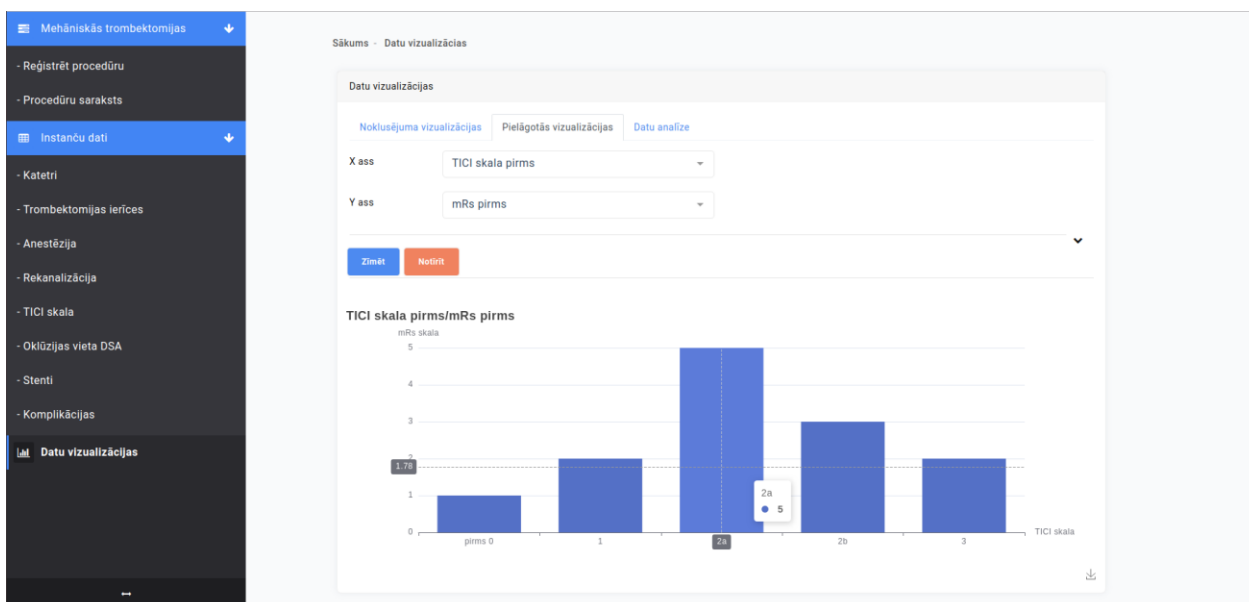 Mehāniskās trombektomijas
- Reģistrēt procedūru
- Procedūru saraksts
Instanču dati
- Katetri
- Trombektomijas ierīces
- Anestēzija
- Rekanalizācija
- TICI skala
- Oklūzijas vieta DSA
- Stenti
- Komplikācijas
Datu vizualizācijas
Sākums - Datu vizualizācias
Datu vizualizācijas
Noklusējuma vizualizācijas Pielāgotās vizualizācijas Datu analīze
X ass TICI skala pirms
Y ass mRs pirms
Zīmēt Notīrīt
TICI skala pirms/mRs pirms
mRs skala
5
4
3
2
1.78
1
2a
5
0
TICI skala
pirms 0 1 2a 2b 3